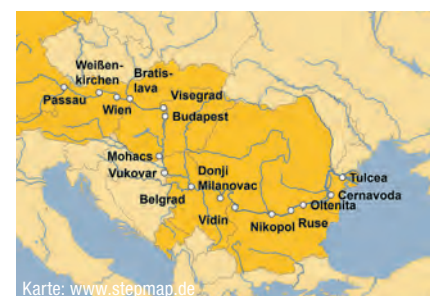 Weißen-
kirchen
Bratis-
lava
Passau
Wien
Visegrad
Budapest
Mohacs
Vukovar
Donji
Milanovac
Belgrad
Vidin
Nikopol
Ruse
Oltenita
Cernavoda
Tulcea
Karte: www.stepmap.de